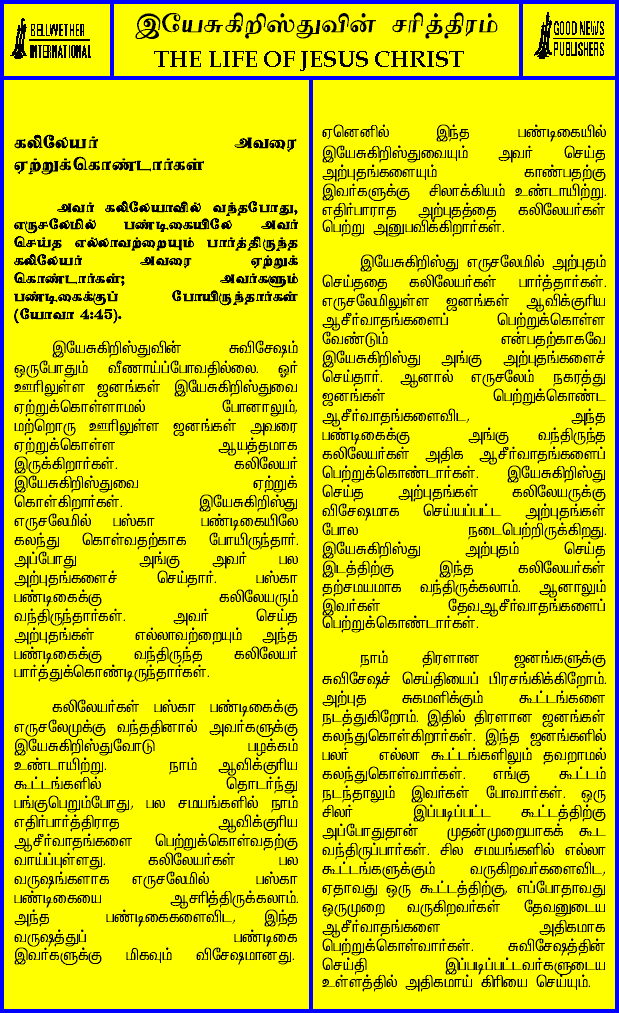 BELLWETHER
INTERNATIONAL
இயேசுகிறிஸ்துவின் சரித்திரம்
THE LIFE OF JESUS CHRIST
GOOD NEWS
PUBLISHERS
கலிலேயர் அவரை
ஏற்றுக்கொண்டார்கள்
அவர் கலிலேயாவில் வந்தபோது,
எருசலேமில் பண்டிகையிலே அவர்
செய்த எல்லாவற்றையும் பார்த்திருந்த
கலிலேயர் அவரை ஏற்றுக்
கொண்டார்கள்; அவர்களும்
பண்டிகைக்குப் போயிருந்தார்கள்
(யோவா 4:45).
இயேசுகிறிஸ்துவின் சுவிசேஷம்
ஒருபோதும் வீணாய்ப்போவதில்லை. ஓர்
ஊரிலுள்ள ஜனங்கள் இயேசுகிறிஸ்துவை
ஏற்றுக்கொள்ளாமல் போனாலும்,
மற்றொரு ஊரிலுள்ள ஜனங்கள் அவரை
ஏற்றுக்கொள்ள ஆயத்தமாக
இருக்கிறார்கள். கலிலேயர்
இயேசுகிறிஸ்துவை ஏற்றுக்
கொள்கிறார்கள். இயேசுகிறிஸ்து
எருசலேமில் பஸ்கா பண்டிகையிலே
கலந்து கொள்வதற்காக போயிருந்தார்.
அப்போது அங்கு அவர் பல
அற்புதங்களைச் செய்தார். பஸ்கா
பண்டிகைக்கு கலிலேயரும்
வந்திருந்தார்கள். அவர் செய்த
அற்புதங்கள் எல்லாவற்றையும் அந்த
பண்டிகைக்கு வந்திருந்த கலிலேயர்
பார்த்துக்கொண்டிருந்தார்கள்.
கலிலேயர்கள் பஸ்கா பண்டிகைக்கு
எருசலேமுக்கு வந்ததினால் அவர்களுக்கு
இயேசுகிறிஸ்துவோடு பழக்கம்
உண்டாயிற்று. நாம் ஆவிக்குரிய
கூட்டங்களில் தொடர்ந்து
பங்குபெறும்போது, பல சமயங்களில் நாம்
எதிர்பார்த்திராத ஆவிக்குரிய
ஆசீர்வாதங்களை பெற்றுக்கொள்வதற்கு
வாய்ப்புள்ளது. கலிலேயர்கள் பல
வருஷங்களாக எருசலேமில் பஸ்கா
பண்டிகையை ஆசரித்திருக்கலாம்.
அந்த பண்டிகைகளைவிட, இந்த
வருஷத்துப் பண்டிகை
இவர்களுக்கு மிகவும் விசேஷமானது.
ஏனெனில் இந்த பண்டிகையில்
இயேசுகிறிஸ்துவையும் அவர் செய்த
அற்புதங்களையும் காண்பதற்கு
இவர்களுக்கு சிலாக்கியம் உண்டாயிற்று.
எதிர்பாராத அற்புதத்தை கலிலேயர்கள்
பெற்று அனுபவிக்கிறார்கள்.
இயேசுகிறிஸ்து எருசலேமில் அற்புதம்
செய்ததை கலிலேயர்கள் பார்த்தார்கள்.
எருசலேமிலுள்ள ஜனங்கள் ஆவிக்குரிய
ஆசீர்வாதங்களைப் பெற்றுக்கொள்ள
வேண்டும் என்பதற்காகவே
இயேசுகிறிஸ்து அங்கு அற்புதங்களைச்
செய்தார். ஆனால் எருசலேம் நகரத்து
ஜனங்கள் பெற்றுக்கொண்ட
ஆசீர்வாதங்களைவிட, அந்த
பண்டிகைக்கு அங்கு வந்திருந்த
கலிலேயர்கள் அதிக ஆசீர்வாதங்களைப்
பெற்றுக்கொண்டார்கள். இயேசுகிறிஸ்து
செய்த அற்புதங்கள் கலிலேயருக்கு
விசேஷமாக செய்யப்பட்ட அற்புதங்கள்
போல நடைபெற்றிருக்கிறது.
இயேசுகிறிஸ்து அற்புதம் செய்த
இடத்திற்கு இந்த கலிலேயர்கள்
தற்சமயமாக வந்திருக்கலாம். ஆனாலும்
இவர்கள் தேவஆசீர்வாதங்களைப்
பெற்றுக்கொண்டார்கள்.
நாம் திரளான ஜனங்களுக்கு
சுவிசேஷச் செய்தியைப் பிரசங்கிக்கிறோம்.
அற்புத சுகமளிக்கும் கூட்டங்களை
நடத்துகிறோம். இதில் திரளான ஜனங்கள்
கலந்துகொள்கிறார்கள். இந்த ஜனங்களில்
பலர் எல்லா கூட்டங்களிலும் தவறாமல்
கலந்துகொள்வார்கள். எங்கு கூட்டம்
நடந்தாலும் இவர்கள் போவார்கள். ஒரு
சிலர் இப்படிப்பட்ட கூட்டத்திற்கு
அப்போதுதான் முதன்முறையாகக் கூட
வந்திருப்பார்கள். சில சமயங்களில் எல்லா
கூட்டங்களுக்கும் வருகிறவர்களைவிட,
ஏதாவது ஒரு கூட்டத்திற்கு, எப்போதாவது
ஒருமுறை வருகிறவர்கள் தேவனுடைய
ஆசீர்வாதங்களை அதிகமாக
பெற்றுக்கொள்வார்கள். சுவிசேஷத்தின்
செய்தி இப்படிப்பட்டவர்களுடைய
உள்ளத்தில் அதிகமாய் கிரியை செய்யும்.